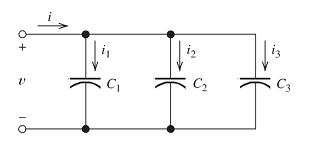 i
+ i₁ i₂ i₃
v C₁ C₂ C₃
−